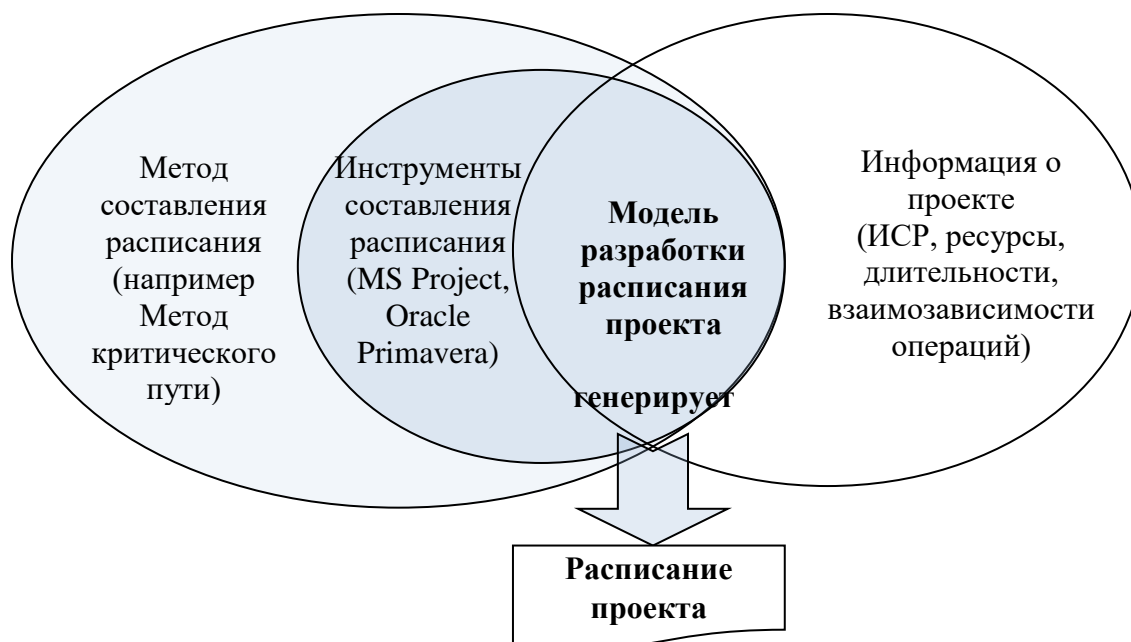 Метод
составления
расписания
(например
Метод
критического
пути)
Инструменты
составления
расписания
(MS Project,
Oracle
Primavera)
Модель
разработки
расписания
проекта
генерирует
Информация о
проекте
(ИСР, ресурсы,
длительности,
взаимозависимости
операций)
Расписание
проекта